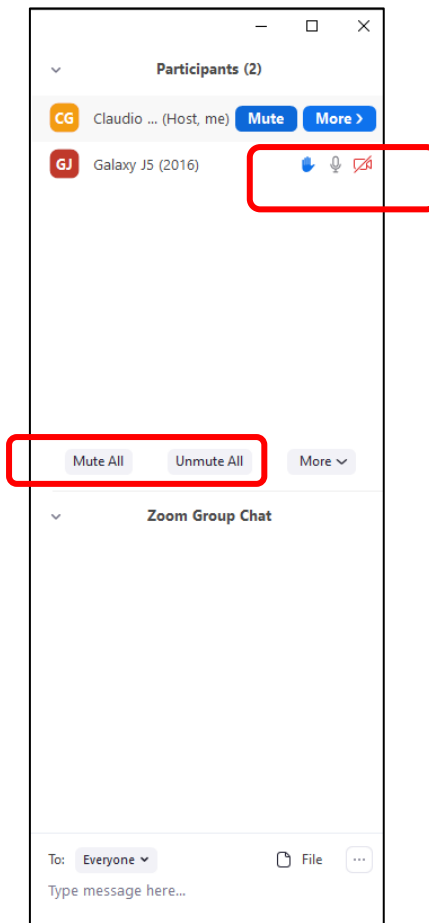 Participants (2)
CG Claudio ... (Host, me) Mute More >
GJ Galaxy J5 (2016)
Mute All Unmute All More
Zoom Group Chat
To: Everyone File ...
Type message here...